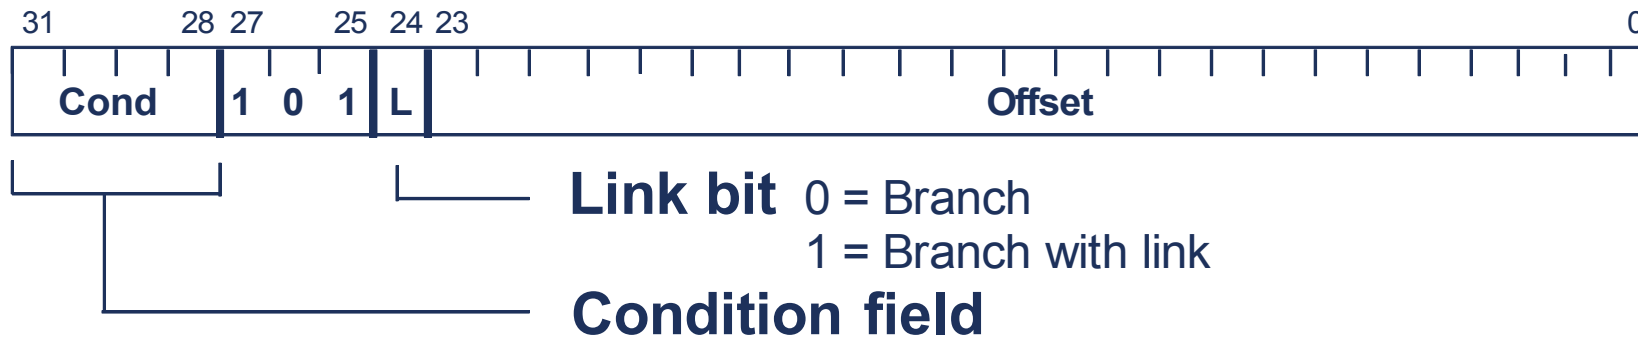 31 28 27 25 24 23 0
Cond 1 0 1 L Offset
Link bit 0 = Branch
1 = Branch with link
Condition field